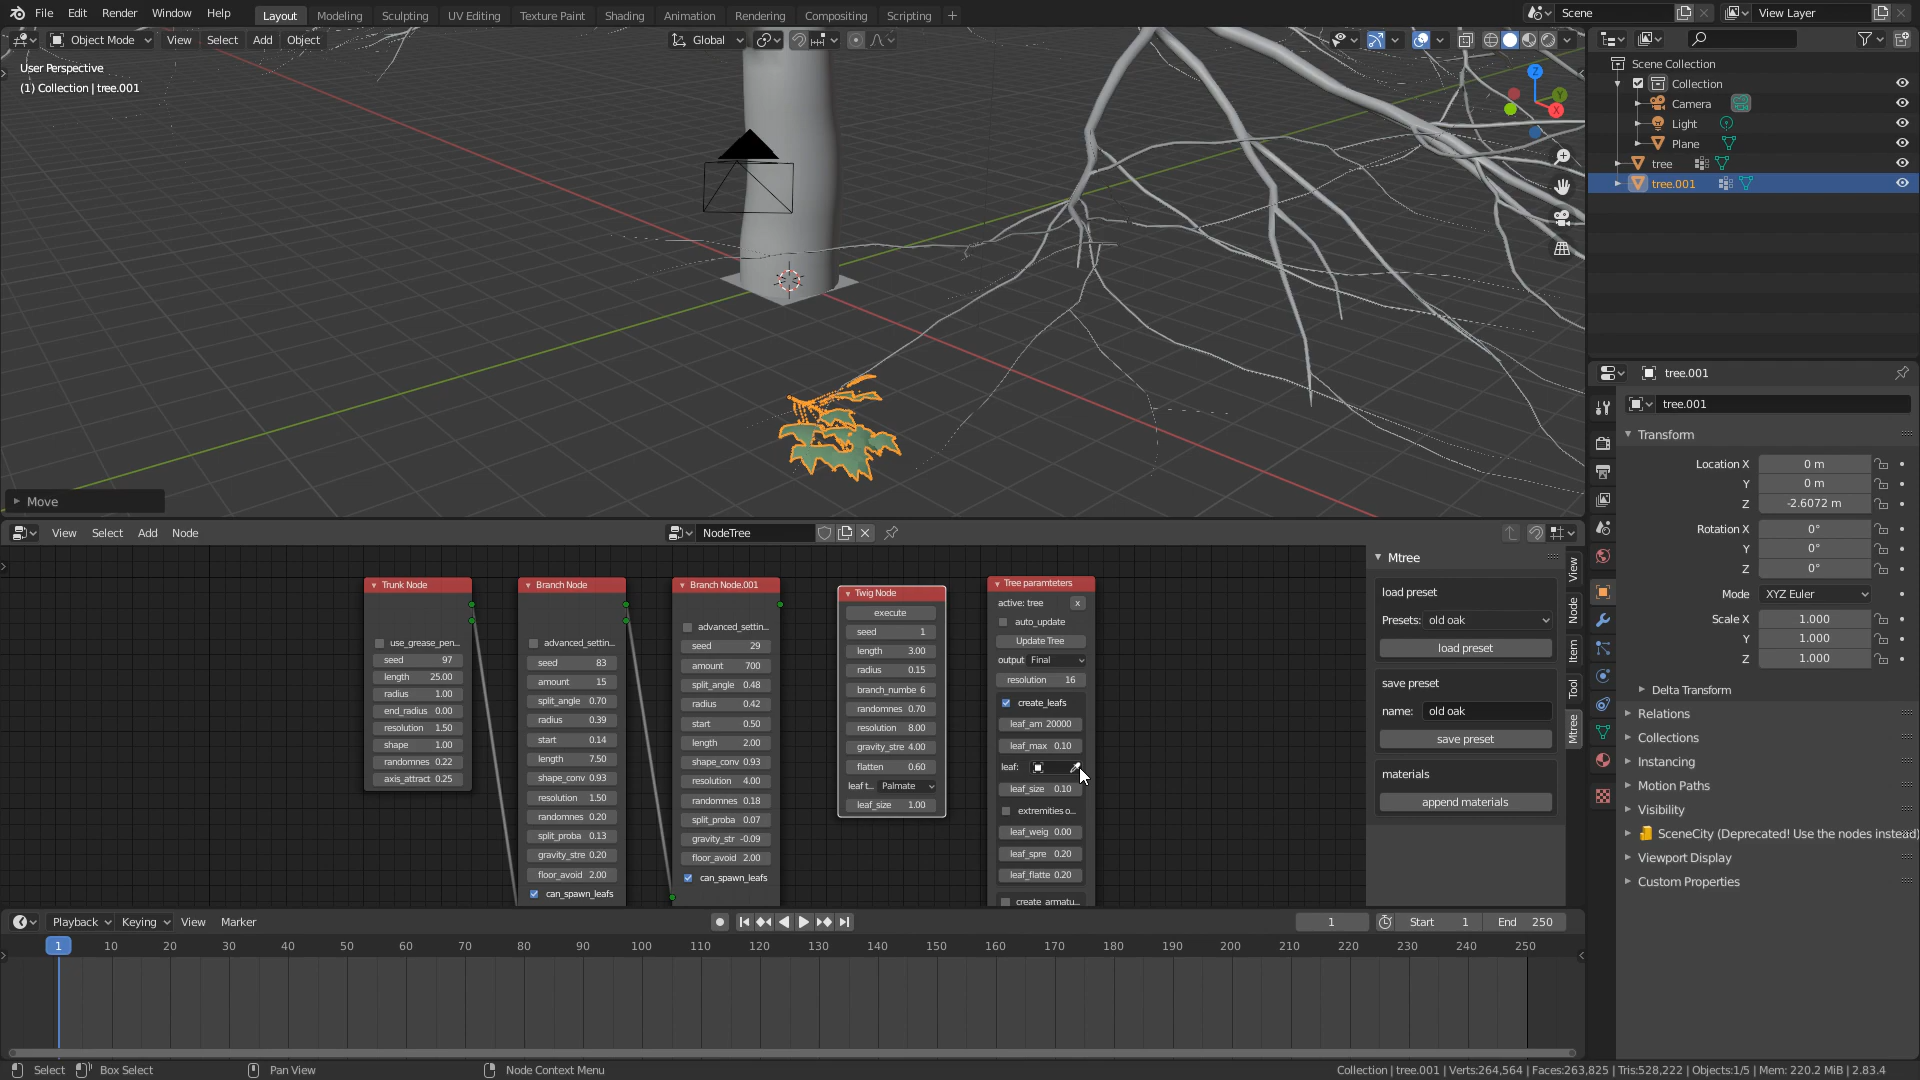 File Edit Render Window Help
Layout Modeling Sculpting UV Editing Texture Paint Shading Animation Rendering Compositing Scripting +
Scene
View Layer
Object Mode View Select Add Object
Global
User Perspective
(1) Collection | tree.001
Z
Y
X
Move
Scene Collection
Collection
Camera
Light
Plane
tree
tree.001
tree.001
tree.001
Transform
Location X 0 m
Y 0 m
Z -2.6072 m
Rotation X 0°
Y 0°
Z 0°
Mode XYZ Euler
Scale X 1.000
Y 1.000
Z 1.000
Delta Transform
Relations
Collections
Instancing
Motion Paths
Visibility
SceneCity (Deprecated! Use the nodes instead)
Viewport Display
Custom Properties
View Select Add Node
NodeTree
Trunk Node
use_grease_pen...
seed 97
length 25.00
radius 1.00
end_radius 0.00
resolution 1.50
shape 1.00
randomnes 0.22
axis_attract 0.25
Branch Node
advanced_settin...
seed 83
amount 15
split_angle 0.70
radius 0.39
start 0.14
length 7.50
shape_conv 0.93
resolution 1.50
randomnes 0.20
split_proba 0.13
gravity_stre 0.20
floor_avoid 2.00
can_spawn_leafs
Branch Node.001
advanced_settin...
seed 29
amount 700
split_angle 0.48
radius 0.42
start 0.50
length 2.00
shape_conv 0.93
resolution 4.00
randomnes 0.18
split_proba 0.07
gravity_str -0.09
floor_avoid 2.00
can_spawn_leafs
Twig Node
execute
seed 1
length 3.00
radius 0.15
branch_numbe 6
randomnes 0.70
resolution 8.00
gravity_stre 4.00
flatten 0.60
leaf t... Palmate
leaf_size 1.00
Tree paramteters
active: tree x
auto_update
Update Tree
output Final
resolution 16
create_leafs
leaf_am 20000
leaf_max 0.10
leaf:
leaf_size 0.10
extremities o...
leaf_weig 0.00
leaf_spre 0.20
leaf_flatte 0.20
create armatu...
Mtree
load preset
Presets: old oak
load preset
save preset
name: old oak
save preset
materials
append materials
View
Node
Item
Tool
Mtree
Playback Keying View Marker
1 Start 1 End 250
1 10 20 30 40 50 60 70 80 90 100 110 120 130 140 150 160 170 180 190 200 210 220 230 240 250
Select Box Select Pan View Node Context Menu
Collection | tree.001 | Verts:264,564 | Faces:263,825 | Tris:528,222 | Objects:1/5 | Mem: 220.2 MiB | 2.83.4